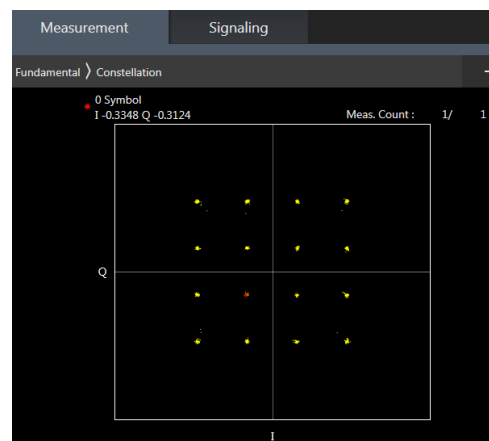 Measurement Signaling
Fundamental 〉 Constellation
0 Symbol
I -0.3348 Q -0.3124 Meas. Count : 1/ 1
Q
I